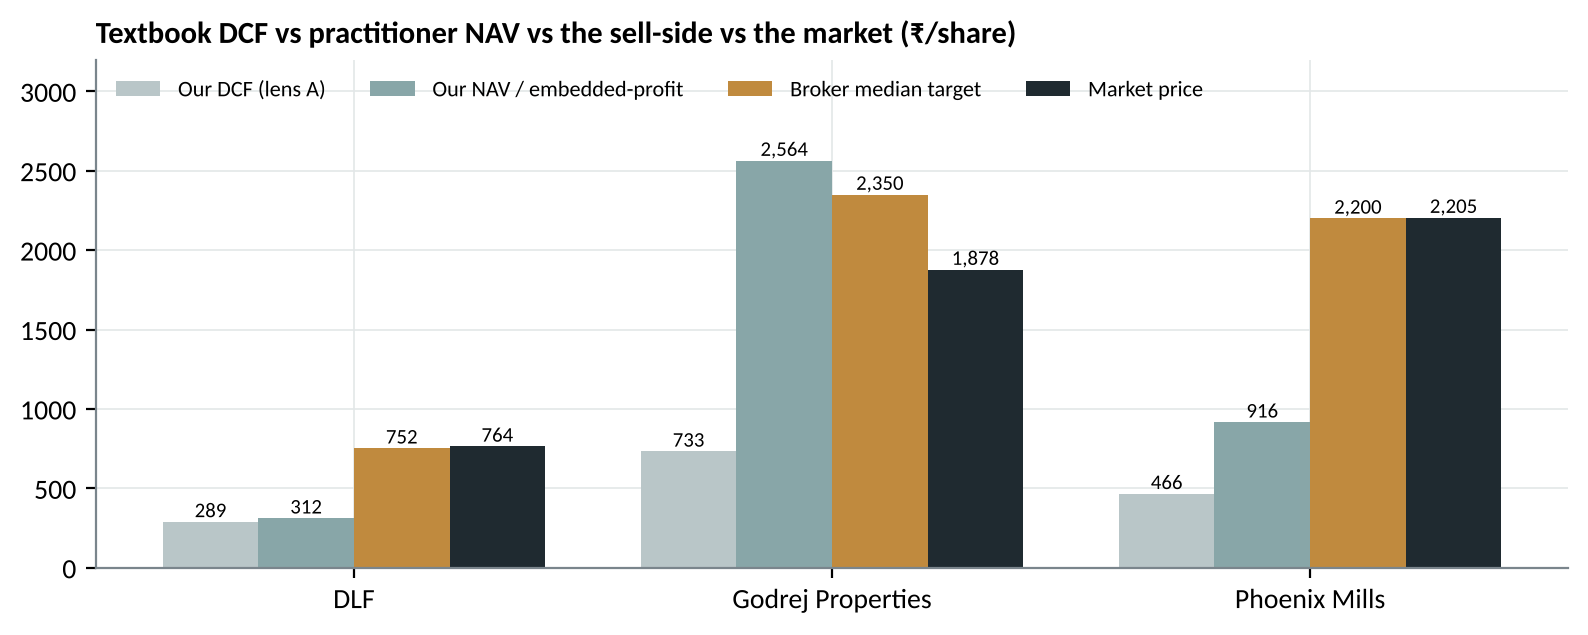 Textbook DCF vs practitioner NAV vs the sell-side vs the market (₹/share)
Our DCF (lens A) Our NAV / embedded-profit Broker median target Market price
3000
2500
2000
1500
1000
500
0
289 312 752 764
733 2,564 2,350 1,878
466 916 2,200 2,205
DLF Godrej Properties Phoenix Mills